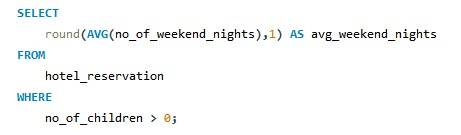 SELECT
    round(AVG(no_of_weekend_nights),1) AS avg_weekend_nights
FROM
    hotel_reservation
WHERE
    no_of_children > 0;